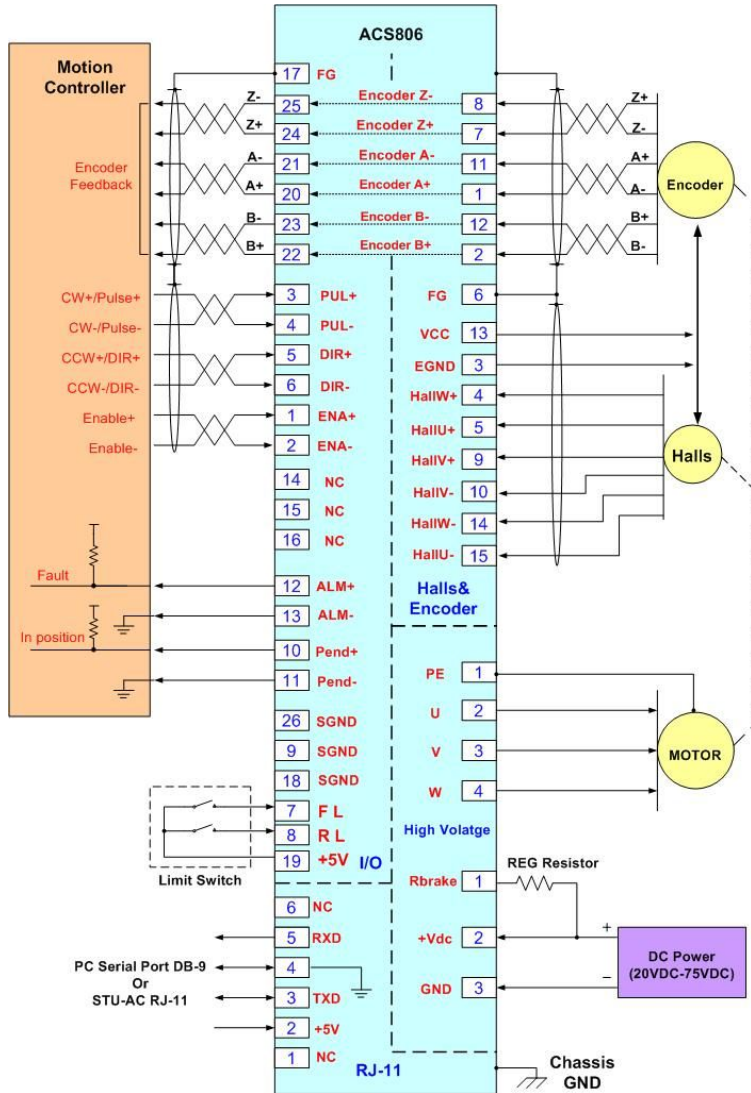 ACS806
Motion
Controller
17 FG
Z- 25 Encoder Z- 8 Z+
Z+ 24 Encoder Z+ 7 Z-
A- 21 Encoder A- 11 A+
Encoder
Feedback
A+ 20 Encoder A+ 1 A-
Encoder
B- 23 Encoder B- 12 B+
B+ 22 Encoder B+ 2 B-
CW+/Pulse+ 3 PUL+ FG 6
CW-/Pulse- 4 PUL- VCC 13
CCW+/DIR+ 5 DIR+ EGND 3
CCW-/DIR- 6 DIR- HallW+ 4
Enable+ 1 ENA+ HallU+ 5
Enable- 2 ENA- HallV+ 9
Halls
14 NC HallV- 10
15 NC HallW- 14
16 NC HallU- 15
Fault 12 ALM+
Halls&
Encoder
13 ALM-
In position 10 Pend+
11 Pend-
PE 1
26 SGND U 2
9 SGND V 3
MOTOR
18 SGND W 4
7 F L
8 R L
High Volatge
19 +5V I/O
Limit Switch
REG Resistor
Rbrake 1
6 NC
5 RXD +Vdc 2 +
PC Serial Port DB-9
Or
STU-AC RJ-11
4
DC Power
(20VDC-75VDC)
3 TXD GND 3 –
2 +5V
1 NC
RJ-11
Chassis
GND